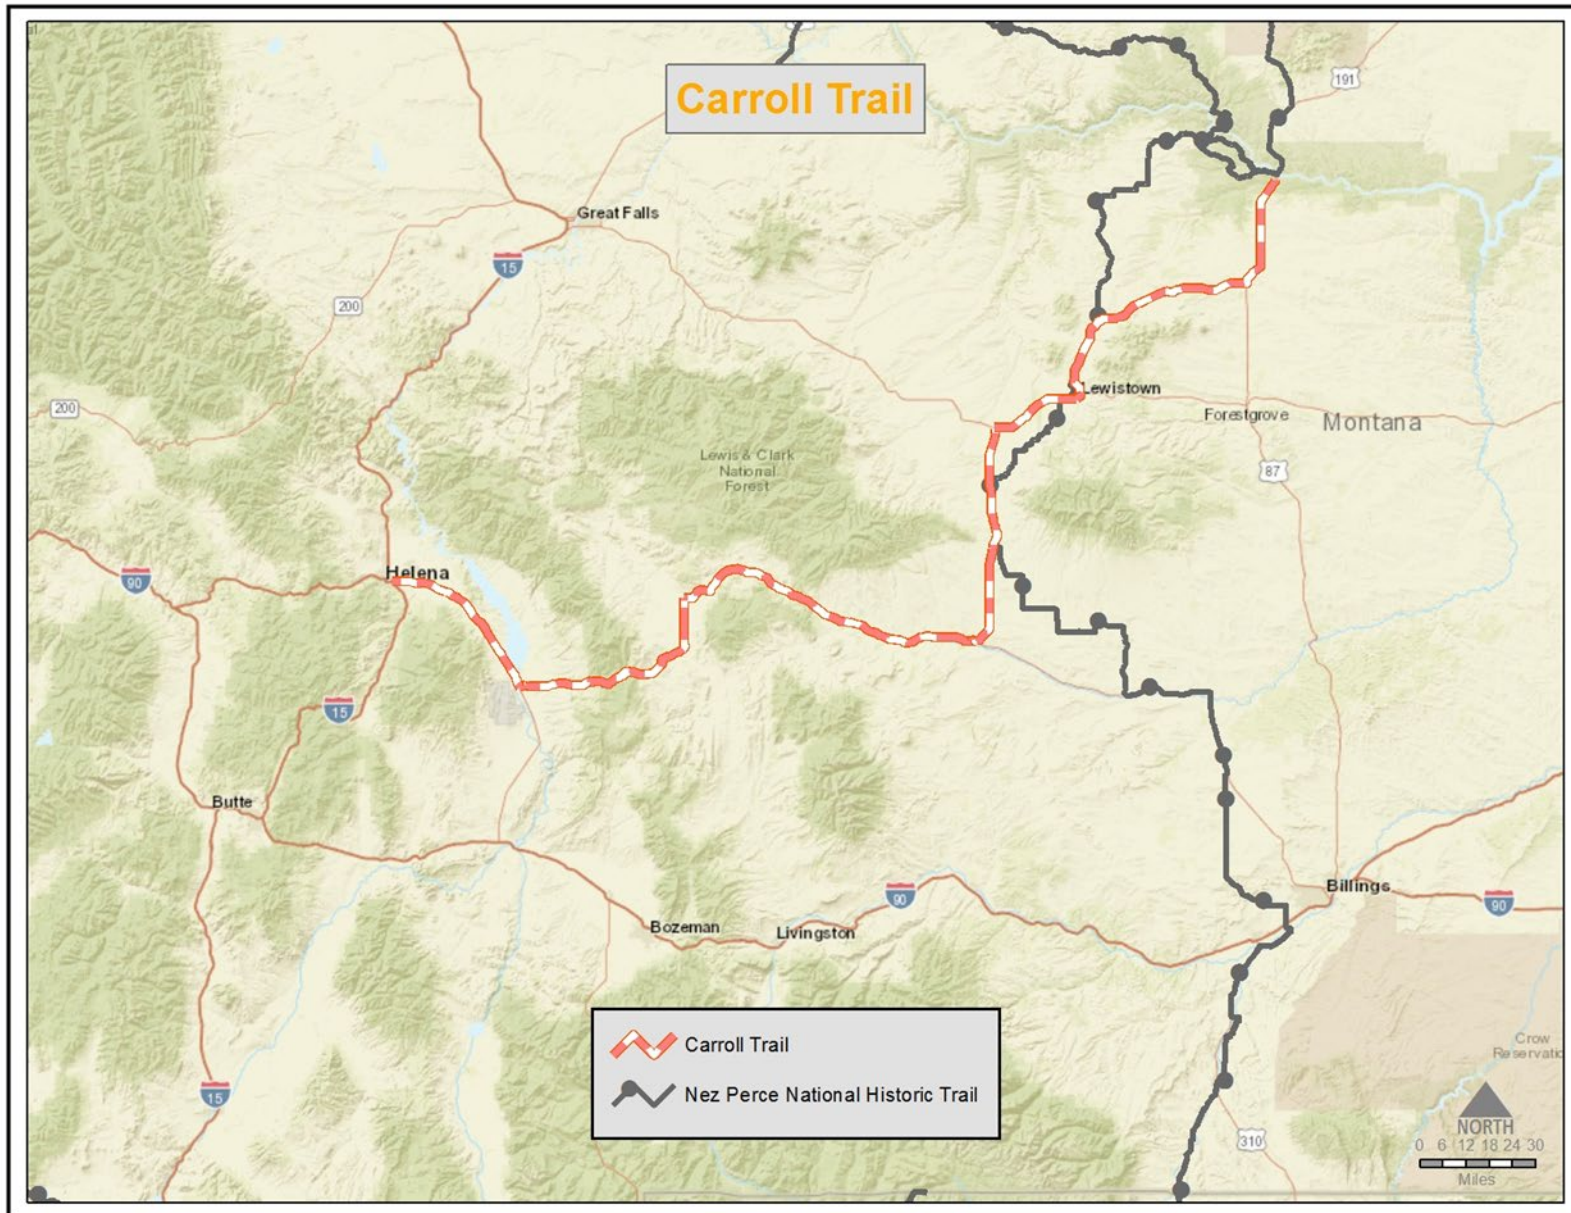 Carroll Trail
191
Great Falls
15
200
200
Lewistown
Forestgrove
Montana
Lewis & Clark
National
Forest
87
Helena
90
15
Butte
Billings
90
90
Bozeman
Livingston
Carroll Trail
Nez Perce National Historic Trail
Crow
Reservatio
15
310
NORTH
0 6 12 18 24 30
Miles